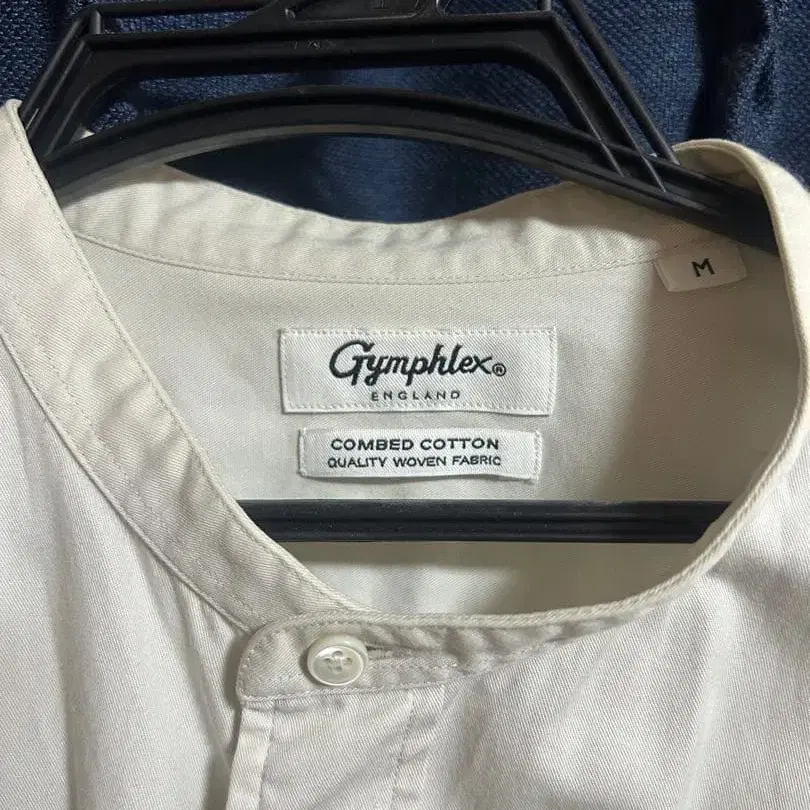 M
Gymphlex®
ENGLAND
COMBED COTTON
QUALITY WOVEN FABRIC